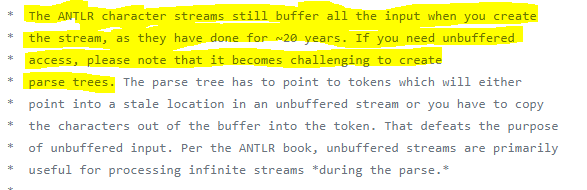 * The ANTLR character streams still buffer all the input when you create
* the stream, as they have done for ~20 years. If you need unbuffered
* access, please note that it becomes challenging to create
* parse trees. The parse tree has to point to tokens which will either
* point into a stale location in an unbuffered stream or you have to copy
* the characters out of the buffer into the token. That defeats the purpose
* of unbuffered input. Per the ANTLR book, unbuffered streams are primarily
* useful for processing infinite streams *during the parse.*
*